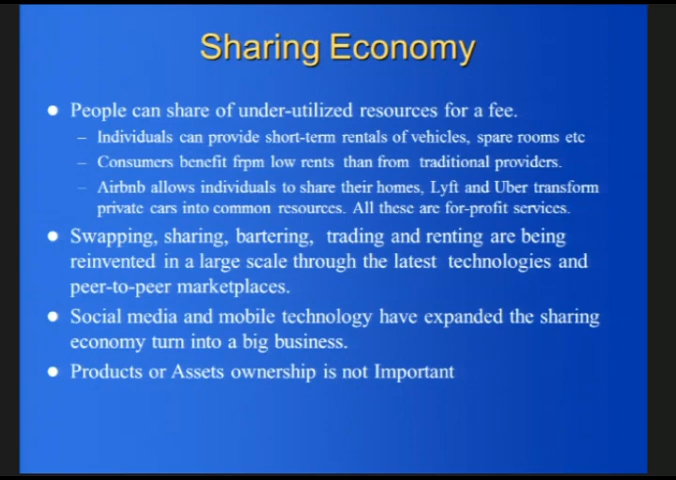 Sharing Economy
● People can share of under-utilized resources for a fee.
– Individuals can provide short-term rentals of vehicles, spare rooms etc
– Consumers benefit frpm low rents than from traditional providers.
– Airbnb allows individuals to share their homes, Lyft and Uber transform
private cars into common resources. All these are for-profit services.
● Swapping, sharing, bartering, trading and renting are being
reinvented in a large scale through the latest technologies and
peer-to-peer marketplaces.
● Social media and mobile technology have expanded the sharing
economy turn into a big business.
● Products or Assets ownership is not Important